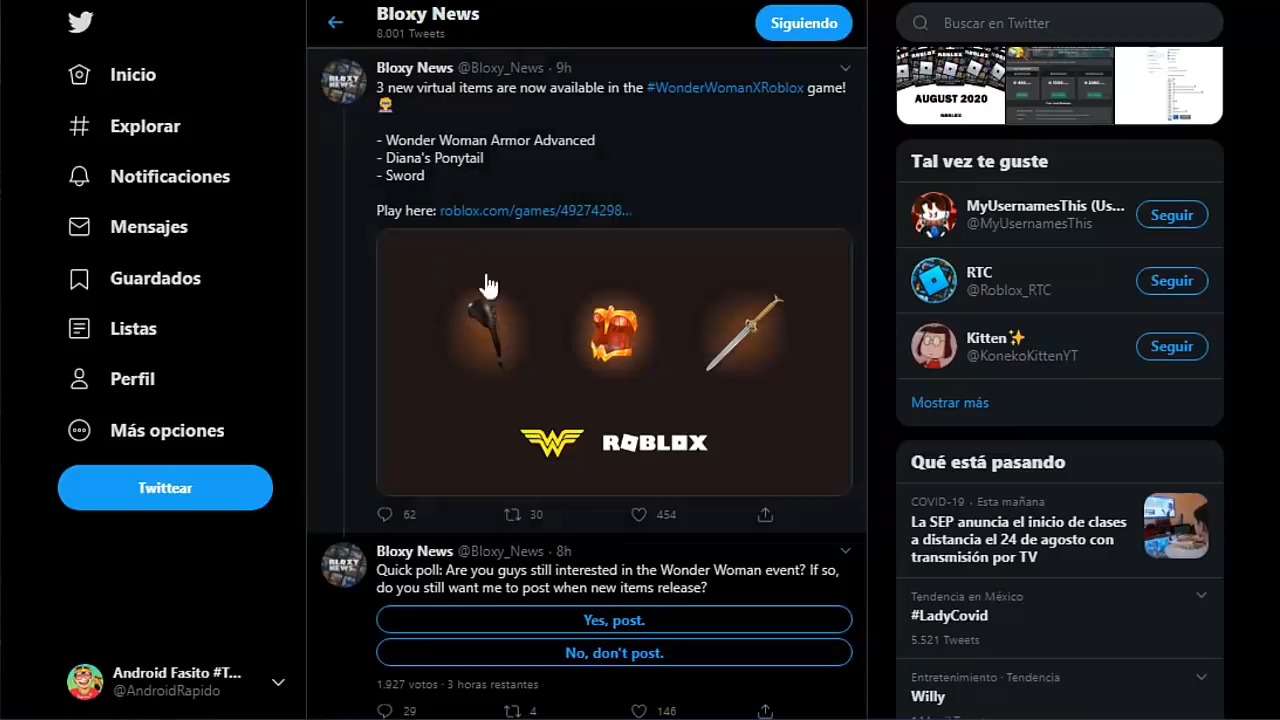 Inicio
Explorar
Notificaciones
Mensajes
Guardados
Listas
Perfil
Más opciones
Twittear
Android Fasito #T...
@AndroidRapido
Bloxy News
8.001 Tweets
Siguiendo
BLOXY NEWS.
Bloxy News @Bloxy_News · 9h
3 new virtual items are now available in the #WonderWomanXRoblox game!
- Wonder Woman Armor Advanced
- Diana's Ponytail
- Sword
Play here: roblox.com/games/49274298...
ROBLOX
62 30 454
BLOXY NEWS.
Bloxy News @Bloxy_News · 8h
Quick poll: Are you guys still interested in the Wonder Woman event? If so,
do you still want me to post when new items release?
Yes, post.
No, don't post.
1.927 votos · 3 horas restantes
29 4 146
Buscar en Twitter
AUGUST 2020
ROBLOX
Tal vez te guste
MyUsernamesThis (Us...
@MyUsernamesThis
Seguir
RTC
@Roblox_RTC
Seguir
Kitten✨
@KonekoKittenYT
Seguir
Mostrar más
Qué está pasando
COVID-19 · Esta mañana
La SEP anuncia el inicio de clases
a distancia el 24 de agosto con
transmisión por TV
Tendencia en México
#LadyCovid
5.521 Tweets
Entretenimiento · Tendencia
Willy